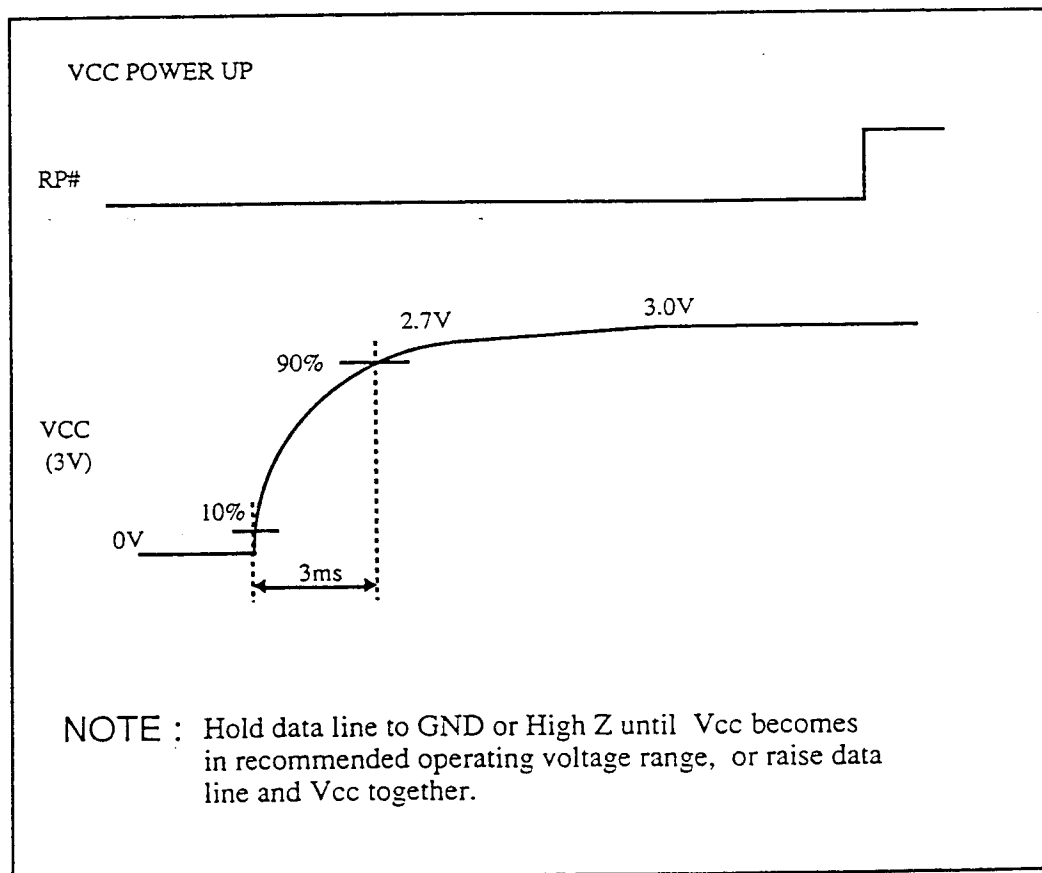 VCC POWER UP
RP#
2.7V
3.0V
90%
VCC
(3V)
10%
0V
3ms
NOTE : Hold data line to GND or High Z until Vcc becomes
in recommended operating voltage range, or raise data
line and Vcc together.